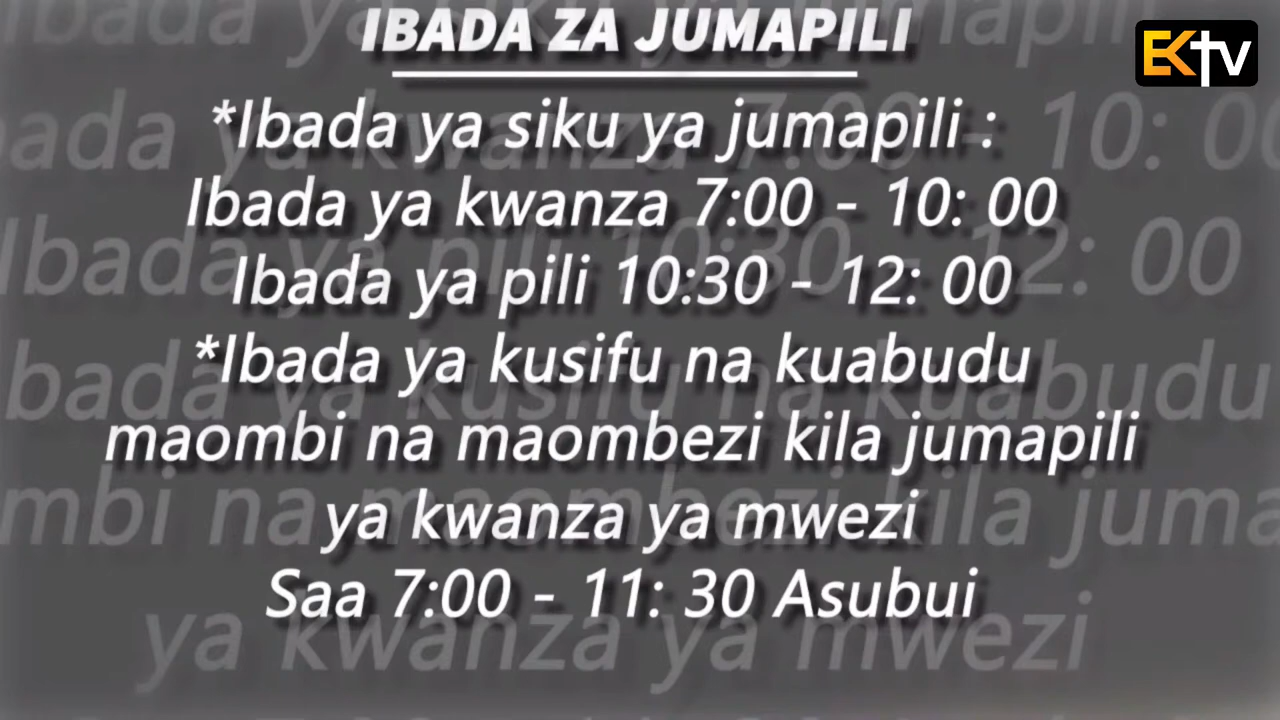 IBADA ZA JUMAPILI
EKtv
*Ibada ya siku ya jumapili :
Ibada ya kwanza 7:00 - 10: 00
Ibada ya pili 10:30 - 12: 00
*Ibada ya kusifu na kuabudu
maombi na maombezi kila jumapili
ya kwanza ya mwezi
Saa 7:00 - 11: 30 Asubui